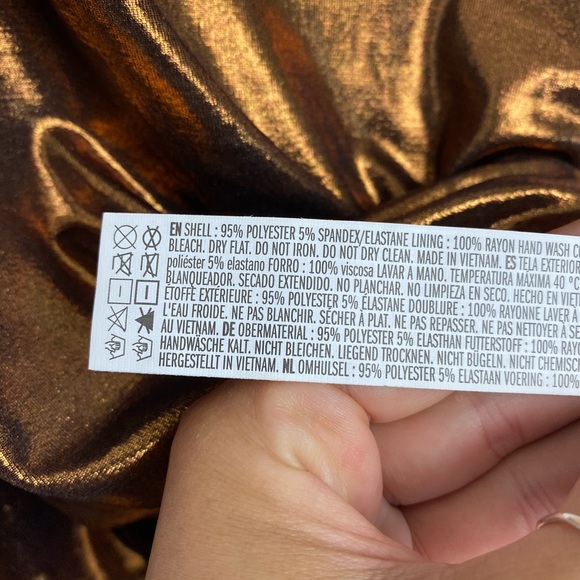 EN SHELL : 95% POLYESTER 5% SPANDEX/ELASTANE LINING : 100% RAYON HAND WASH
BLEACH. DRY FLAT. DO NOT IRON. DO NOT DRY CLEAN. MADE IN VIETNAM. ES TELA EXTERIOR
poliéster 5% elastano FORRO : 100% viscosa LAVAR A MANO. TEMPERATURA MÁXIMA 40 °C
BLANQUEADOR. SECADO EXTENDIDO. NO PLANCHAR. NO LIMPIEZA EN SECO. HECHO EN
ÉTOFFE EXTÉRIEURE : 95% POLYESTER 5% ÉLASTANE DOUBLURE : 100% RAYONNE LAVER À
L'EAU FROIDE. NE PAS BLANCHIR. SÉCHER À PLAT. NE PAS REPASSER. NE PAS NETTOYER À
AU VIETNAM. DE OBERMATERIAL : 95% POLYESTER 5% ELASTHAN FUTTERSTOFF : 100%
HANDWÄSCHE KALT. NICHT BLEICHEN. LIEGEND TROCKNEN. NICHT BÜGELN. NICHT
HERGESTELLT IN VIETNAM. NL OMHULSEL : 95% POLYESTER 5% ELASTAAN VOERING : 100%